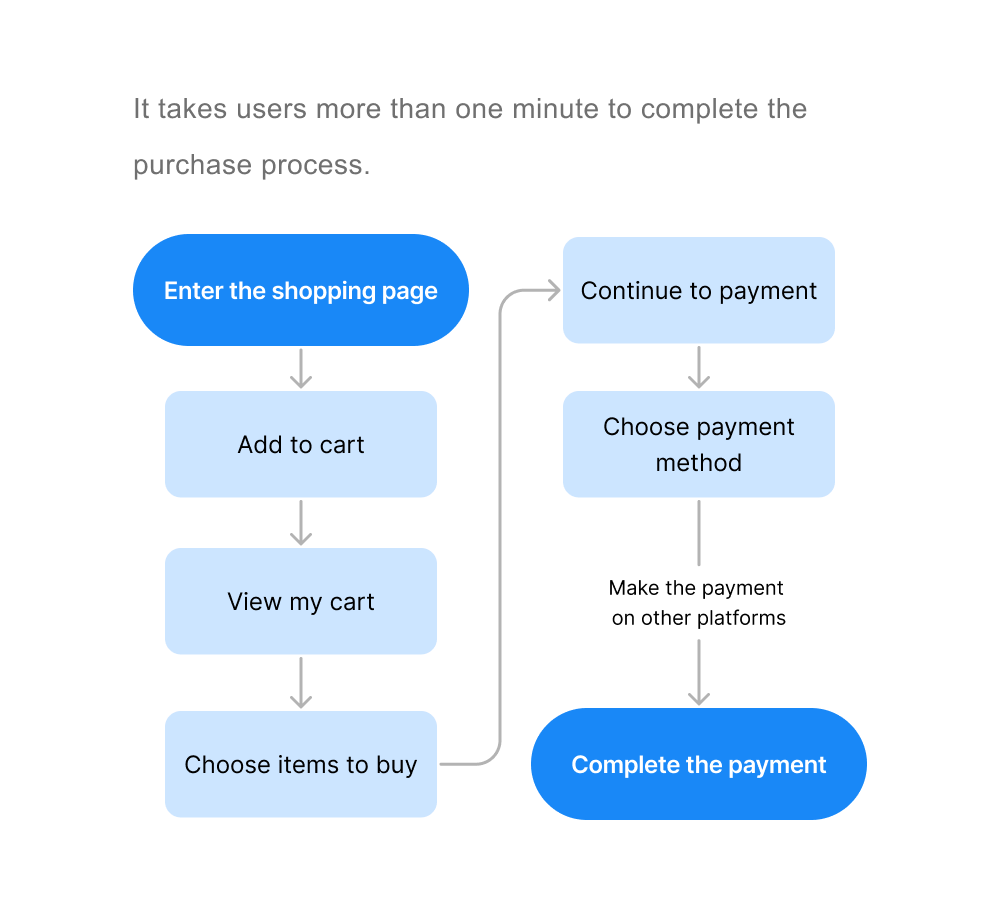 It takes users more than one minute to complete the
purchase process.
Enter the shopping page
Add to cart
View my cart
Choose items to buy
Continue to payment
Choose payment
method
Make the payment
on other platforms
Complete the payment